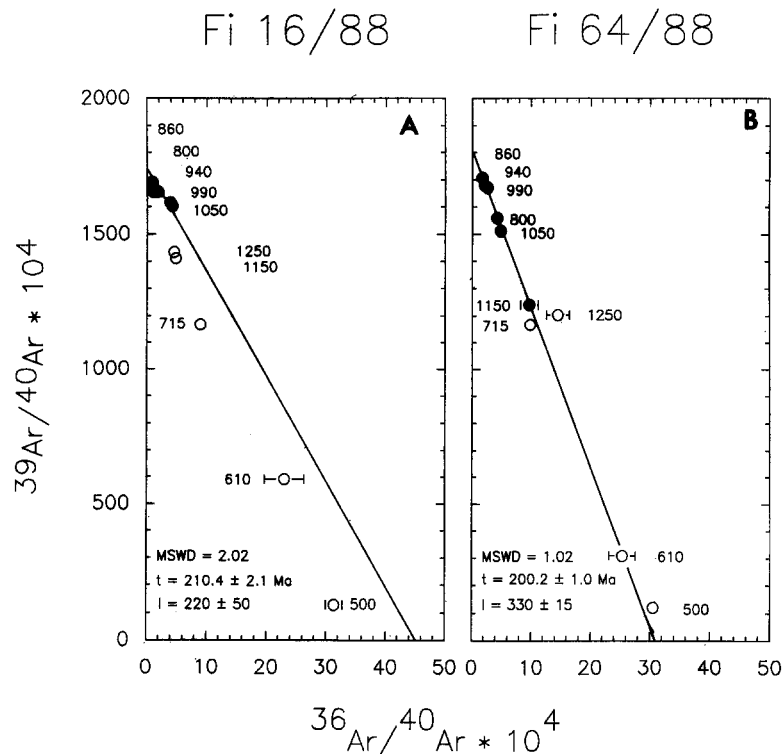 Fi 16/88
Fi 64/88
39Ar/40Ar * 10^4
2000
1500
1000
500
0
A
860
800
940
990
1050
1250
1150
715
610
500
MSWD = 2.02
t = 210.4 ± 2.1 Ma
I = 220 ± 50
0 10 20 30 40 50
B
860
940
990
800
1050
1150
1250
715
610
500
MSWD = 1.02
t = 200.2 ± 1.0 Ma
I = 330 ± 15
0 10 20 30 40 50
36Ar/40Ar * 10^4